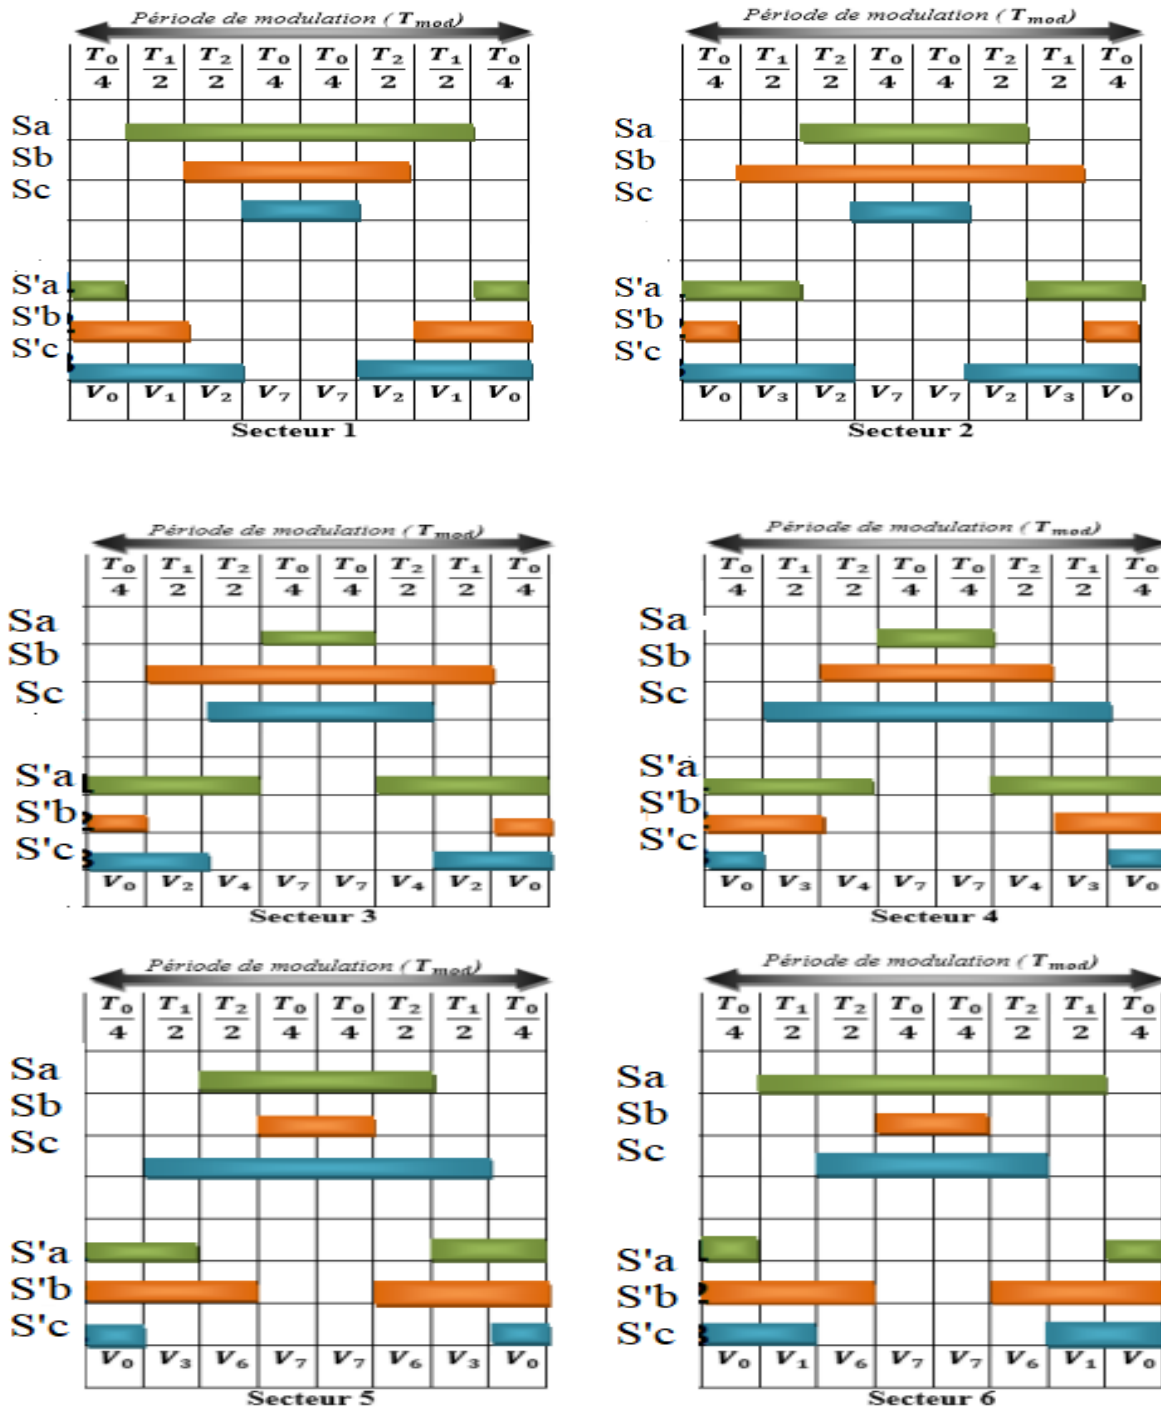 Période de modulation ( T_mod)
T₀/4 T₁/2 T₂/2 T₀/4 T₀/4 T₂/2 T₁/2 T₀/4
Sa
Sb
Sc
S'a
S'b
S'c
V₀ V₁ V₂ V₇ V₇ V₂ V₁ V₀
Secteur 1
Période de modulation ( T_mod)
T₀/4 T₁/2 T₂/2 T₀/4 T₀/4 T₂/2 T₁/2 T₀/4
Sa
Sb
Sc
S'a
S'b
S'c
V₀ V₃ V₂ V₇ V₇ V₂ V₃ V₀
Secteur 2
Période de modulation ( T_mod)
T₀/4 T₁/2 T₂/2 T₀/4 T₀/4 T₂/2 T₁/2 T₀/4
Sa
Sb
Sc
S'a
S'b
S'c
V₀ V₂ V₄ V₇ V₇ V₄ V₂ V₀
Secteur 3
Période de modulation ( T_mod)
T₀/4 T₁/2 T₂/2 T₀/4 T₀/4 T₂/2 T₁/2 T₀/4
Sa
Sb
Sc
S'a
S'b
S'c
V₀ V₃ V₄ V₇ V₇ V₄ V₃ V₀
Secteur 4
Période de modulation ( T_mod)
T₀/4 T₁/2 T₂/2 T₀/4 T₀/4 T₂/2 T₁/2 T₀/4
Sa
Sb
Sc
S'a
S'b
S'c
V₀ V₃ V₆ V₇ V₇ V₆ V₃ V₀
Secteur 5
Période de modulation ( T_mod)
T₀/4 T₁/2 T₂/2 T₀/4 T₀/4 T₂/2 T₁/2 T₀/4
Sa
Sb
Sc
S'a
S'b
S'c
V₀ V₁ V₆ V₇ V₇ V₆ V₁ V₀
Secteur 6